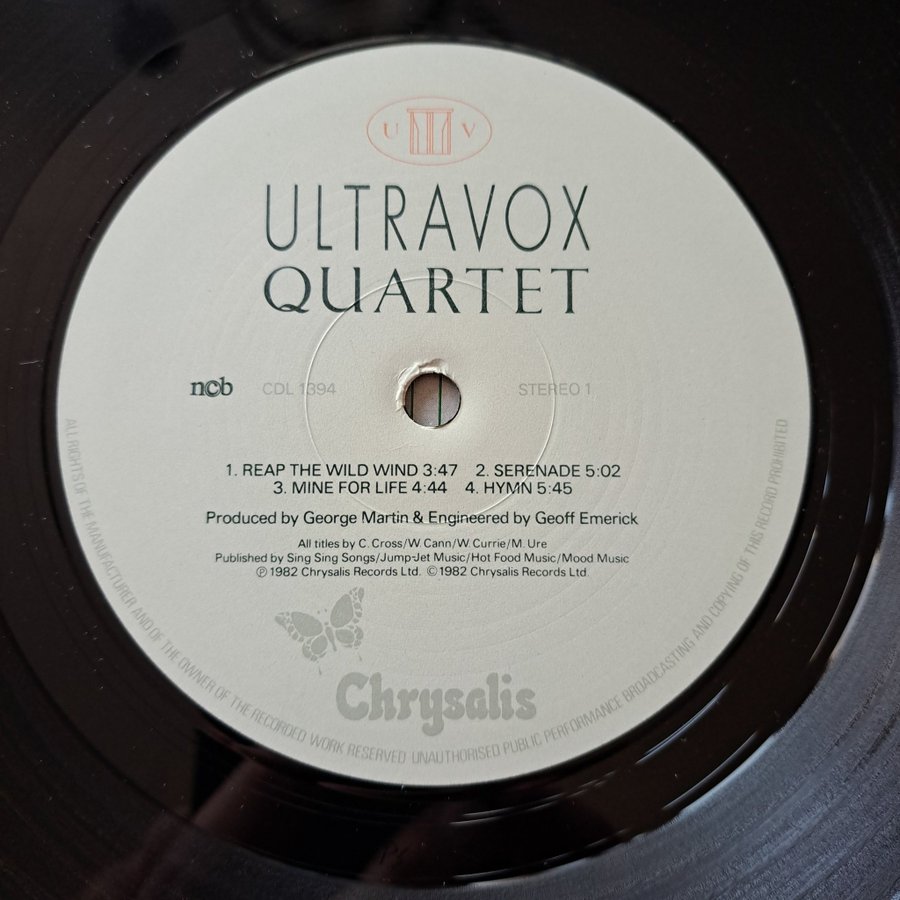 U V
ULTRAVOX
QUARTET
ncb CDL 1394 STEREO 1
1. REAP THE WILD WIND 3:47 2. SERENADE 5:02
3. MINE FOR LIFE 4:44 4. HYMN 5:45
Produced by George Martin & Engineered by Geoff Emerick
All titles by C. Cross/W. Cann/W. Currie/M. Ure
Published by Sing Sing Songs/Jump-Jet Music/Hot Food Music/Mood Music
℗ 1982 Chrysalis Records Ltd. © 1982 Chrysalis Records Ltd.
Chrysalis
ALL RIGHTS OF THE MANUFACTURER AND OF THE OWNER OF THE RECORDED WORK RESERVED UNAUTHORISED PUBLIC PERFORMANCE BROADCASTING AND COPYING OF THIS RECORD PROHIBITED